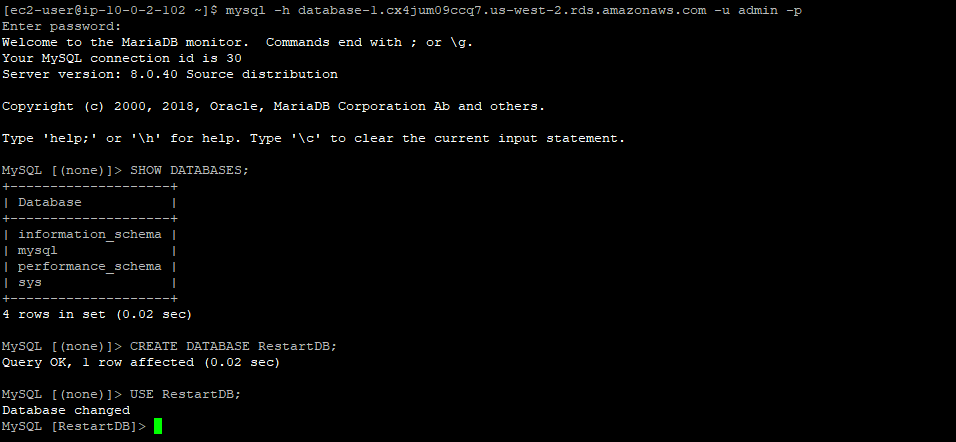 [ec2-user@ip-10-0-2-102 ~]$ mysql -h database-1.cx4jum09ccq7.us-west-2.rds.amazonaws.com -u admin -p
Enter password:
Welcome to the MariaDB monitor.  Commands end with ; or \g.
Your MySQL connection id is 30
Server version: 8.0.40 Source distribution

Copyright (c) 2000, 2018, Oracle, MariaDB Corporation Ab and others.

Type 'help;' or '\h' for help. Type '\c' to clear the current input statement.

MySQL [(none)]> SHOW DATABASES;
+--------------------+
| Database           |
+--------------------+
| information_schema |
| mysql              |
| performance_schema |
| sys                |
+--------------------+
4 rows in set (0.02 sec)

MySQL [(none)]> CREATE DATABASE RestartDB;
Query OK, 1 row affected (0.02 sec)

MySQL [(none)]> USE RestartDB;
Database changed
MySQL [RestartDB]>